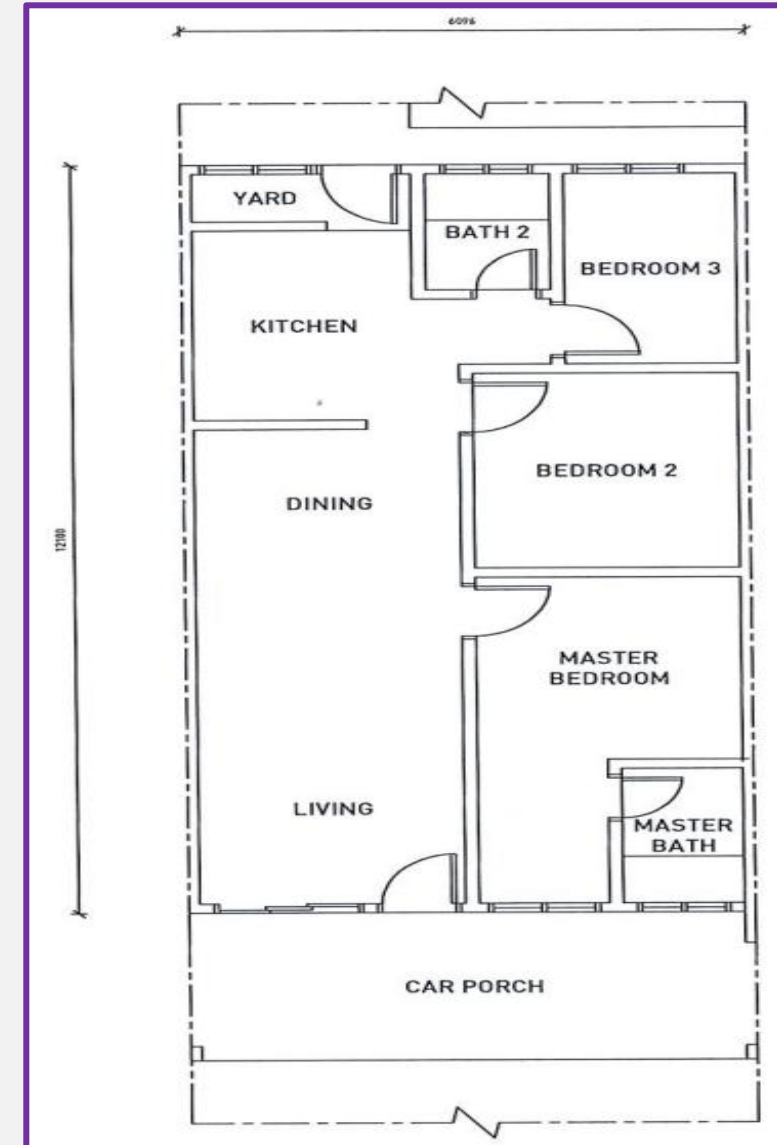 6096
YARD
BATH 2
BEDROOM 3
KITCHEN
BEDROOM 2
DINING
12100
MASTER
BEDROOM
LIVING
MASTER
BATH
CAR PORCH